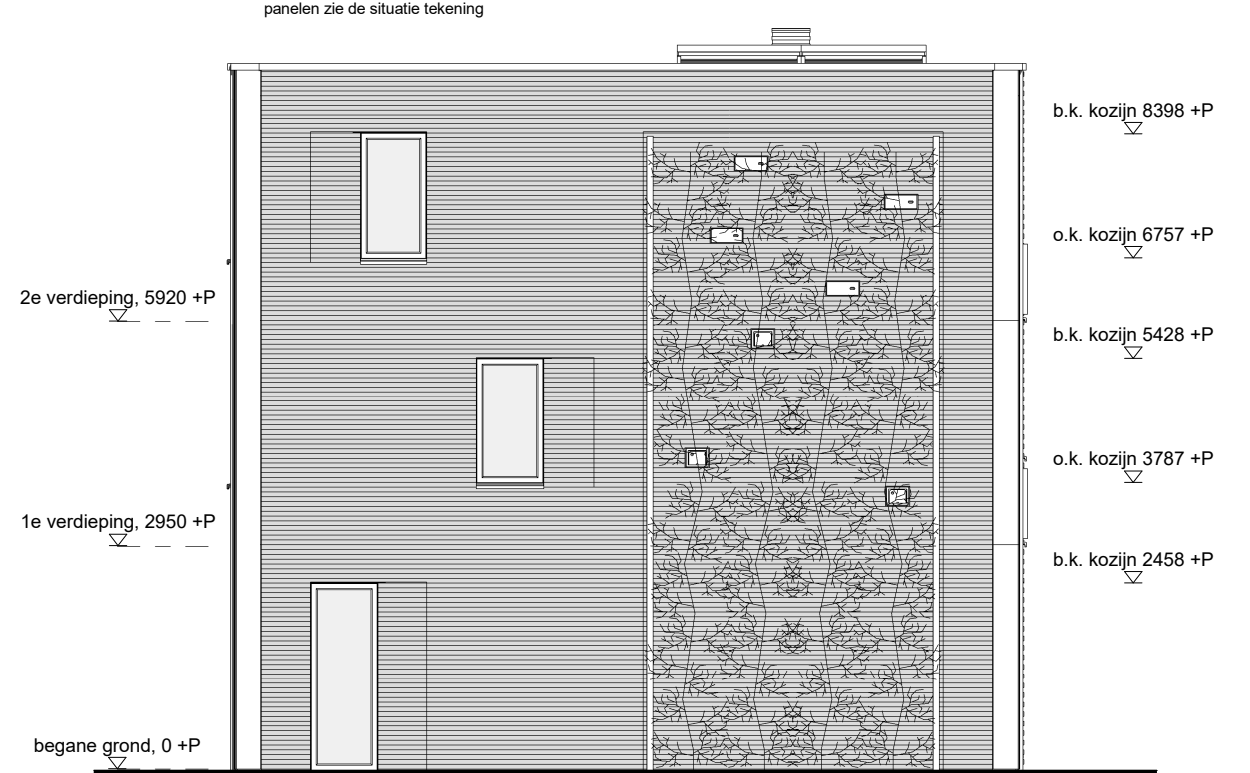 panelen zie de situatie tekening
b.k. kozijn 8398 +P
o.k. kozijn 6757 +P
2e verdieping, 5920 +P
b.k. kozijn 5428 +P
o.k. kozijn 3787 +P
1e verdieping, 2950 +P
b.k. kozijn 2458 +P
begane grond, 0 +P